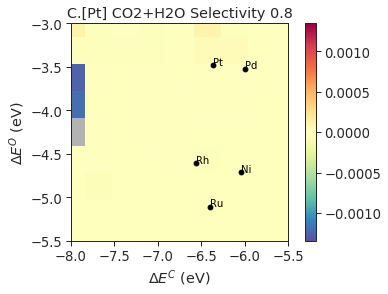 C.[Pt] CO2+H2O Selectivity 0.8
−3.0
−3.5
−4.0
−4.5
−5.0
−5.5
ΔE^O (eV)
Pt
Pd
Rh
Ni
Ru
−8.0 −7.5 −7.0 −6.5 −6.0 −5.5
ΔE^C (eV)
0.0010
0.0005
0.0000
−0.0005
−0.0010